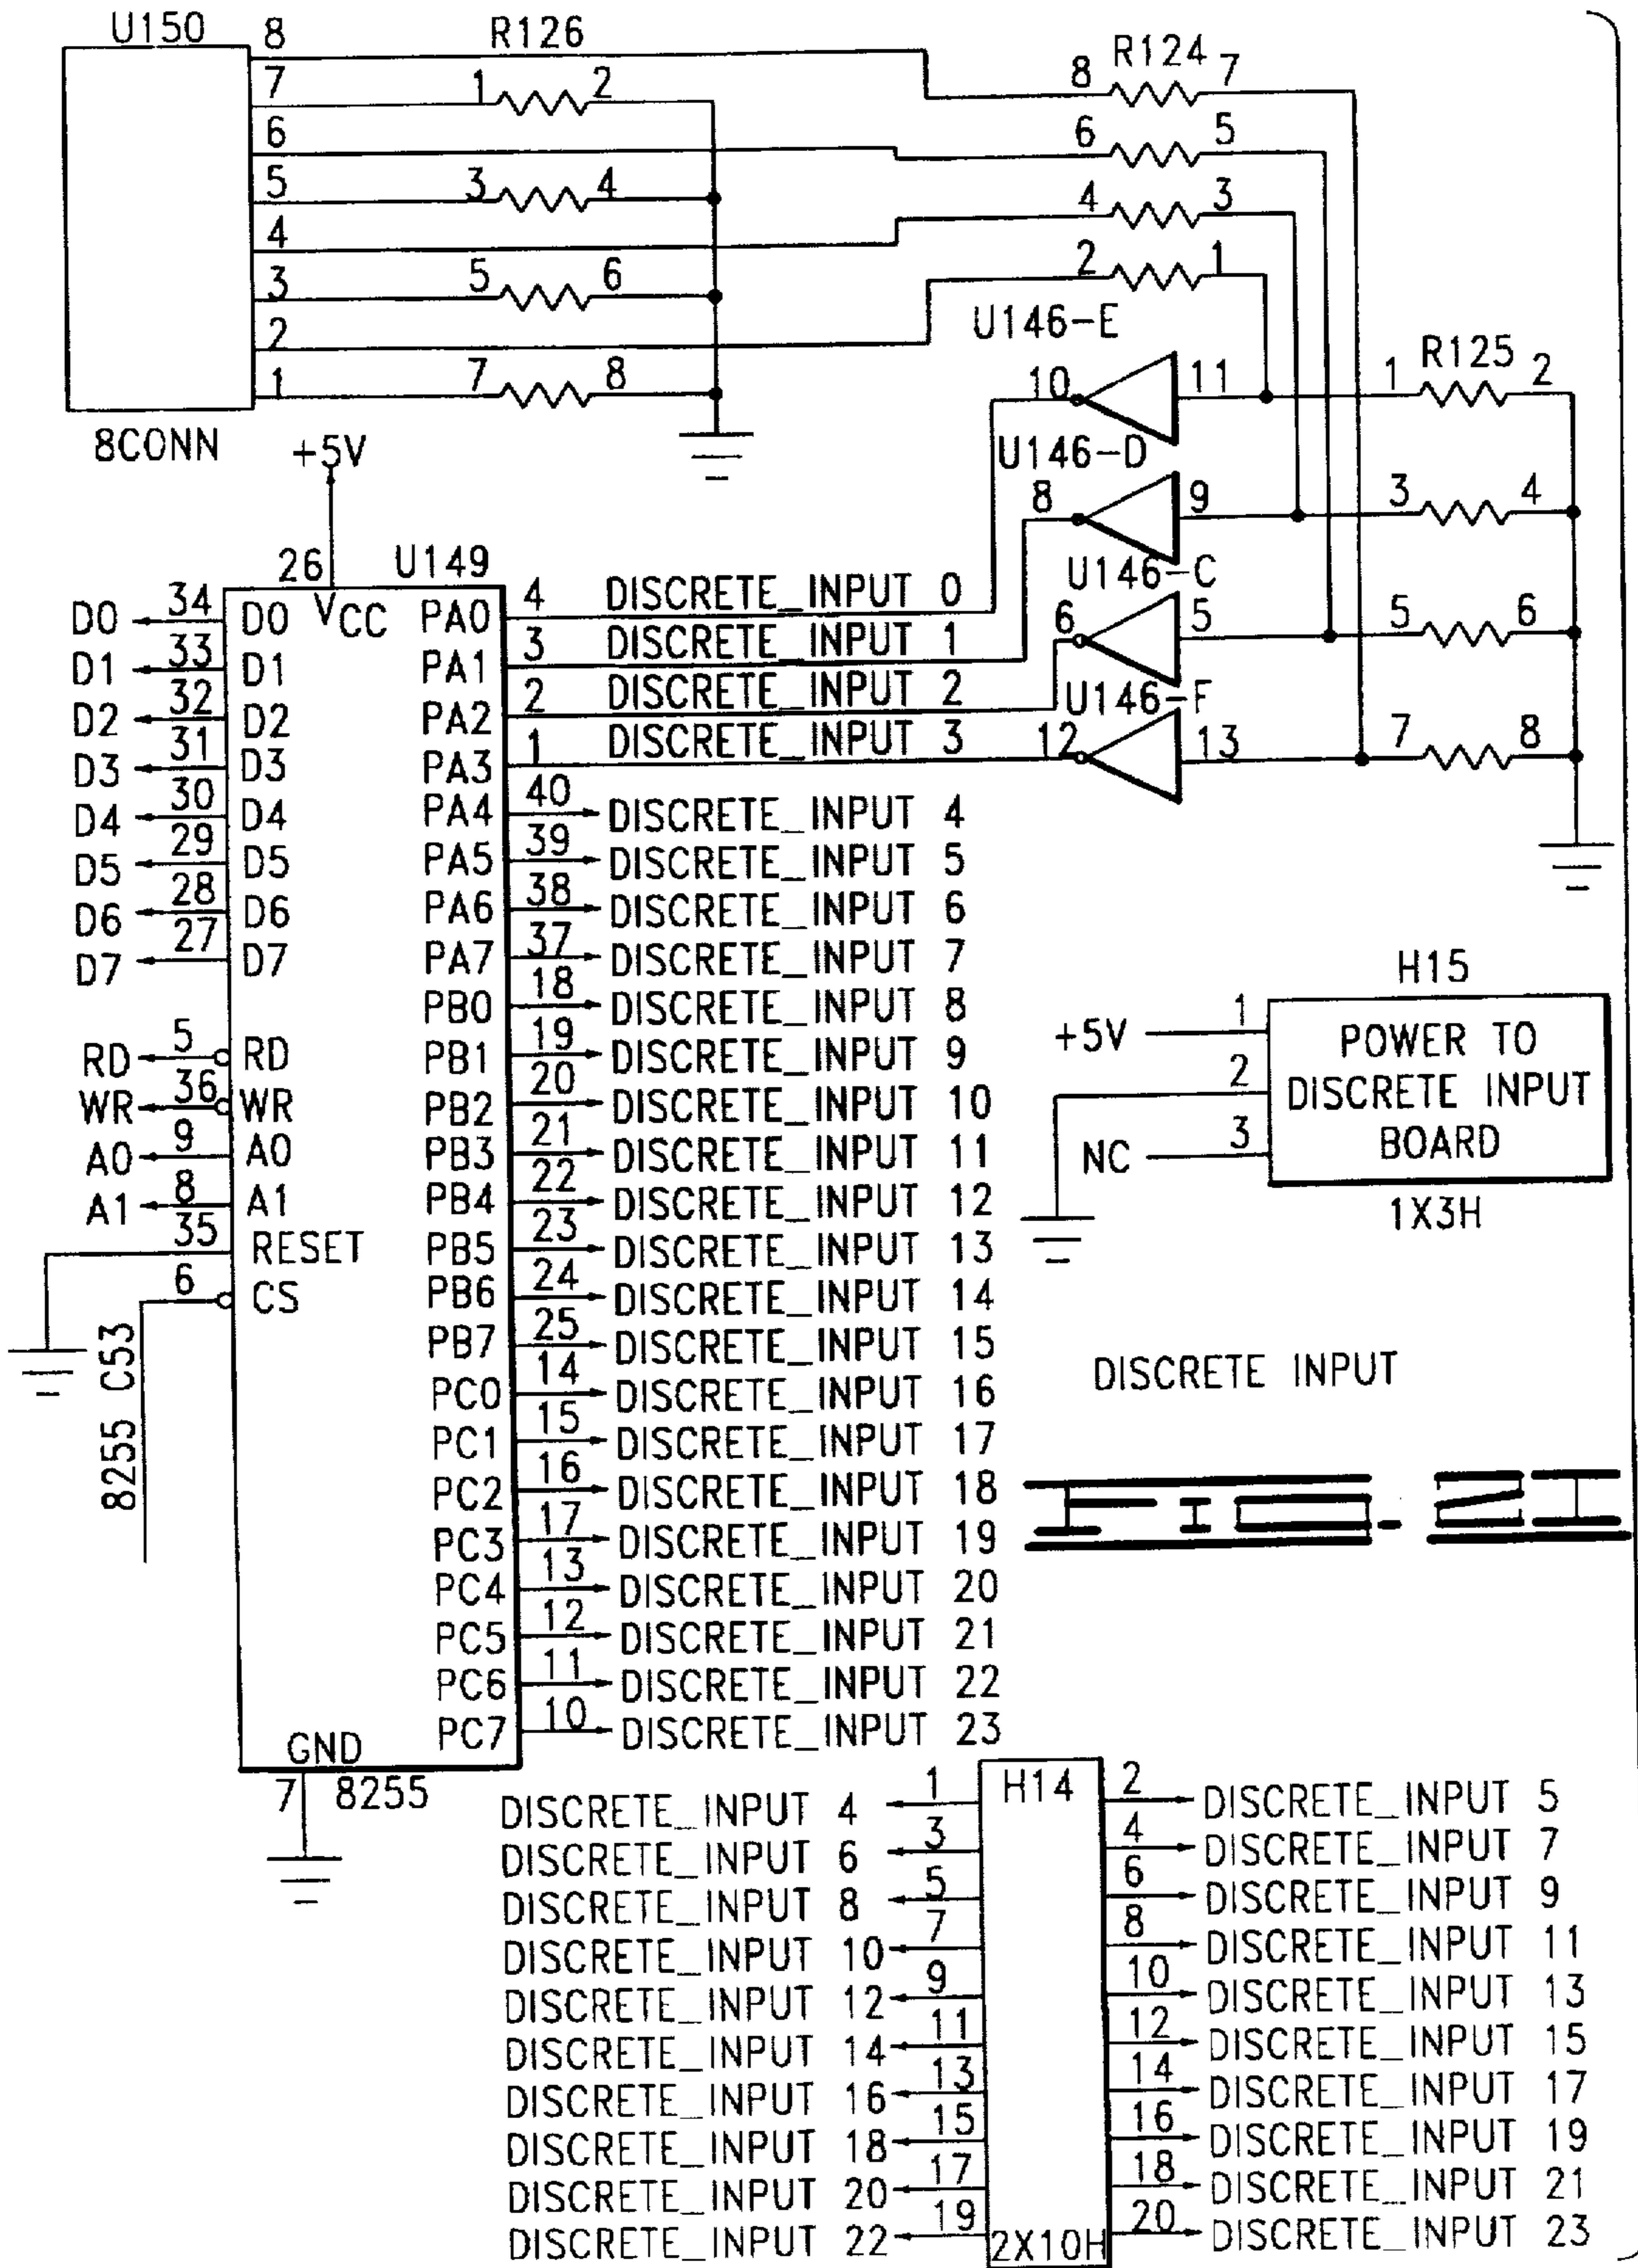 U150
R126
R124
8
7
6
5
4
3
2
1
1 2
3 4
5 6
7 8
8 7
6 5
4 3
2 1
8CONN
U146-E
10 11
R125
1 2
U146-D
8 9
3 4
U146-C
6 5
5 6
U146-F
12 13
7 8
+5V
26
U149
VCC
D0 34 D0
D1 33 D1
D2 32 D2
D3 31 D3
D4 30 D4
D5 29 D5
D6 28 D6
D7 27 D7
RD 5 RD
WR 36 WR
A0 9 A0
A1 8 A1
35 RESET
6 CS
8255 C53
PA0 4 DISCRETE_INPUT 0
PA1 3 DISCRETE_INPUT 1
PA2 2 DISCRETE_INPUT 2
PA3 1 DISCRETE_INPUT 3
PA4 40 DISCRETE_INPUT 4
PA5 39 DISCRETE_INPUT 5
PA6 38 DISCRETE_INPUT 6
PA7 37 DISCRETE_INPUT 7
PB0 18 DISCRETE_INPUT 8
PB1 19 DISCRETE_INPUT 9
PB2 20 DISCRETE_INPUT 10
PB3 21 DISCRETE_INPUT 11
PB4 22 DISCRETE_INPUT 12
PB5 23 DISCRETE_INPUT 13
PB6 24 DISCRETE_INPUT 14
PB7 25 DISCRETE_INPUT 15
PC0 14 DISCRETE_INPUT 16
PC1 15 DISCRETE_INPUT 17
PC2 16 DISCRETE_INPUT 18
PC3 17 DISCRETE_INPUT 19
PC4 13 DISCRETE_INPUT 20
PC5 12 DISCRETE_INPUT 21
PC6 11 DISCRETE_INPUT 22
PC7 10 DISCRETE_INPUT 23
GND
7 8255
H15
+5V 1
2
NC 3
POWER TO
DISCRETE INPUT
BOARD
1X3H
DISCRETE INPUT
H14
DISCRETE_INPUT 4 1 2 DISCRETE_INPUT 5
DISCRETE_INPUT 6 3 4 DISCRETE_INPUT 7
DISCRETE_INPUT 8 5 6 DISCRETE_INPUT 9
DISCRETE_INPUT 10 7 8 DISCRETE_INPUT 11
DISCRETE_INPUT 12 9 10 DISCRETE_INPUT 13
DISCRETE_INPUT 14 11 12 DISCRETE_INPUT 15
DISCRETE_INPUT 16 13 14 DISCRETE_INPUT 17
DISCRETE_INPUT 18 15 16 DISCRETE_INPUT 19
DISCRETE_INPUT 20 17 18 DISCRETE_INPUT 21
DISCRETE_INPUT 22 19 20 DISCRETE_INPUT 23
2X10H